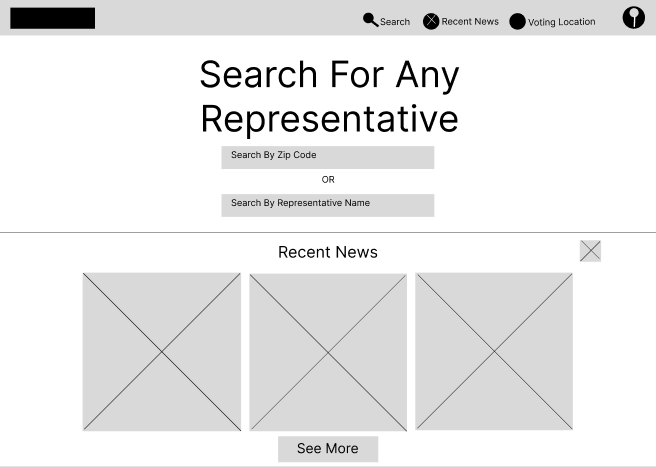 Search
Recent News
Voting Location
Search For Any
Representative
Search By Zip Code
OR
Search By Representative Name
Recent News
See More